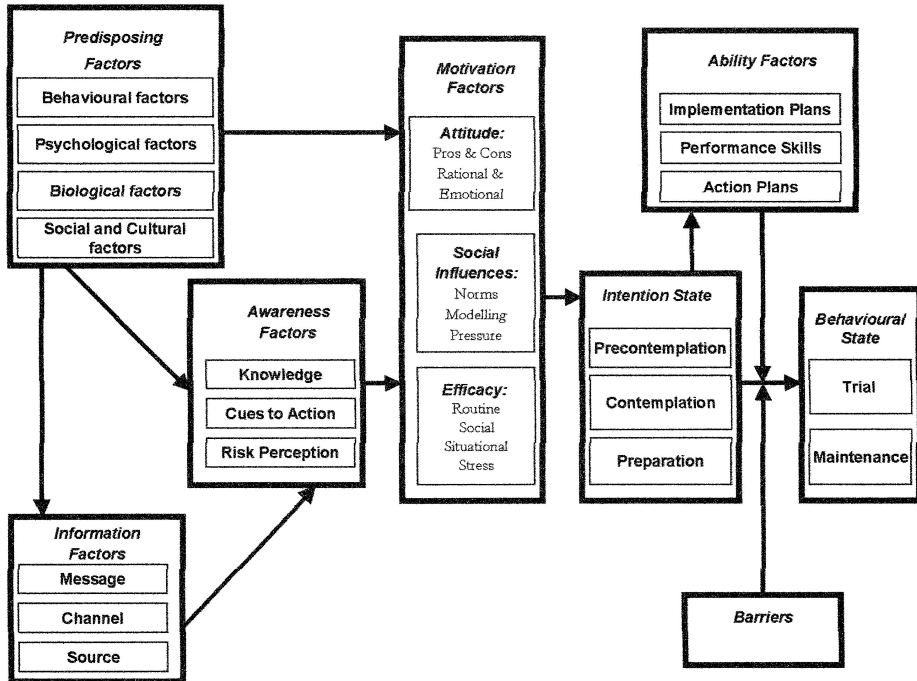 Predisposing
Factors
Behavioural factors
Psychological factors
Biological factors
Social and Cultural
factors
Awareness
Factors
Knowledge
Cues to Action
Risk Perception
Information
Factors
Message
Channel
Source
Motivation
Factors
Attitude:
Pros & Cons
Rational &
Emotional
Social
Influences:
Norms
Modelling
Pressure
Efficacy:
Routine
Social
Situational
Stress
Intention State
Precontemplation
Contemplation
Preparation
Ability Factors
Implementation Plans
Performance Skills
Action Plans
Behavioural
State
Trial
Maintenance
Barriers